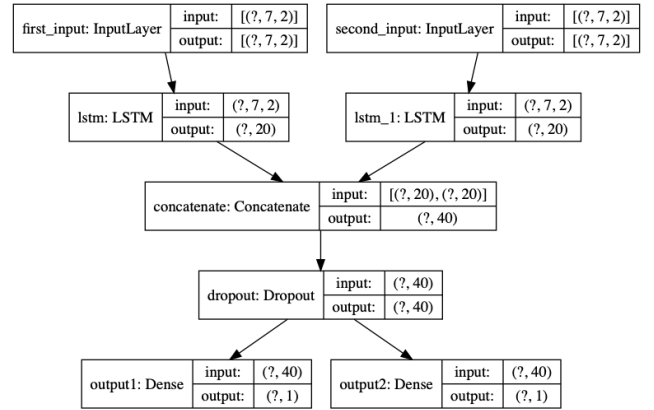 first_input: InputLayer input: [(?, 7, 2)]
output: [(?, 7, 2)]
second_input: InputLayer input: [(?, 7, 2)]
output: [(?, 7, 2)]
lstm: LSTM input: (?, 7, 2)
output: (?, 20)
lstm_1: LSTM input: (?, 7, 2)
output: (?, 20)
concatenate: Concatenate input: [(?, 20), (?, 20)]
output: (?, 40)
dropout: Dropout input: (?, 40)
output: (?, 40)
output1: Dense input: (?, 40)
output: (?, 1)
output2: Dense input: (?, 40)
output: (?, 1)